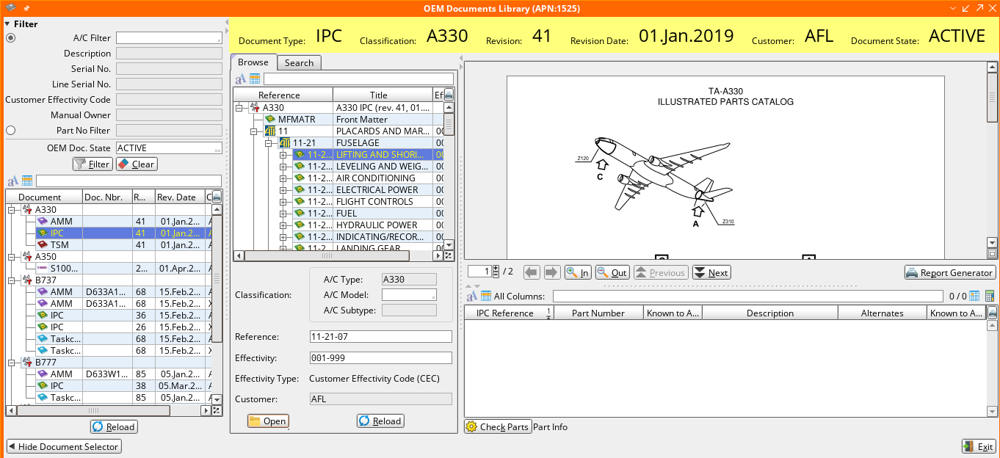 OEM Documents Library (APN:1525)
Filter
A/C Filter
Description
Serial No.
Line Serial No.
Customer Effectivity Code
Manual Owner
Part No Filter
OEM Doc. State ACTIVE
Filter Clear
Document Doc. Nbr. R... Rev. Date C
A330
AMM 41 01.Jan.2... A
IPC 41 01.Jan.2... A
TSM 41 01.Jan.2... A
A350
S100... 2... 01.Apr.2... A
B737
AMM D633A1... 68 15.Feb.2... A
AMM D633A1... 68 15.Feb.2... X
IPC 36 15.Feb.2... A
IPC 26 15.Feb.2... X
Taskc... 68 15.Feb.2... A
Taskc... 68 15.Feb.2... X
B777
AMM D633W1... 85 05.Jan.2... A
IPC 38 05.Mar.2... A
Taskc... 85 05.Jan.2... A
Reload
Hide Document Selector
Document Type: IPC Classification: A330 Revision: 41 Revision Date: 01.Jan.2019 Customer: AFL Document State: ACTIVE
Browse Search
Reference Title Ef
A330 A330 IPC (rev. 41, 01....
MFMATR Front Matter
11 PLACARDS AND MAR... 00
11-21 FUSELAGE 00
11-2... LIFTING AND SHORI... 00
11-2... LEVELING AND WEIG... 00
11-2... AIR CONDITIONING 00
11-2... ELECTRICAL POWER 00
11-2... FLIGHT CONTROLS 00
11-2... FUEL 00
11-2... HYDRAULIC POWER 00
11-2... INDICATING/RECOR... 00
11-2... LANDING GEAR 00
Classification:
A/C Type: A330
A/C Model:
A/C Subtype:
Reference: 11-21-07
Effectivity: 001-999
Effectivity Type: Customer Effectivity Code (CEC)
Customer: AFL
Open Reload
TA-A330
ILLUSTRATED PARTS CATALOG
Z120
C
A
Z310
1 / 2 In Out Previous Next Report Generator
All Columns: 0 / 0
IPC Reference 1 Part Number Known to A... Description Alternates Known to A...
Check Parts Part Info
Exit